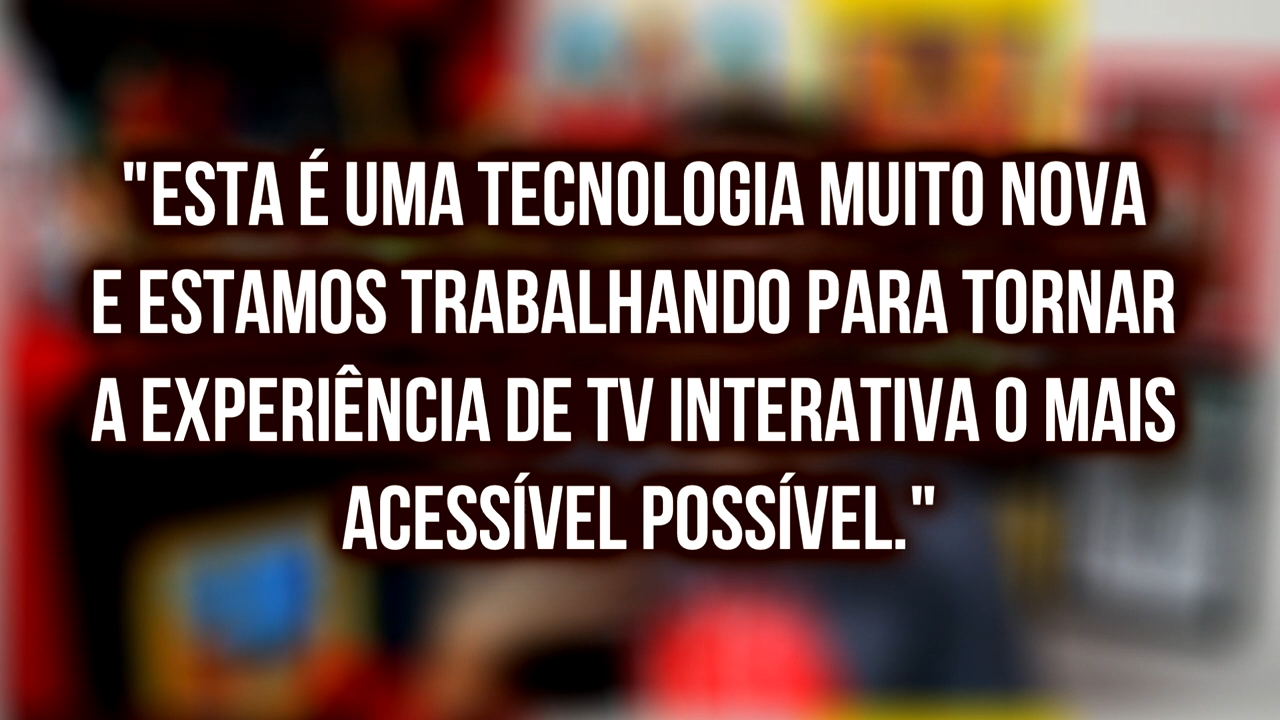 "ESTA É UMA TECNOLOGIA MUITO NOVA
E ESTAMOS TRABALHANDO PARA TORNAR
A EXPERIÊNCIA DE TV INTERATIVA O MAIS
ACESSÍVEL POSSÍVEL."